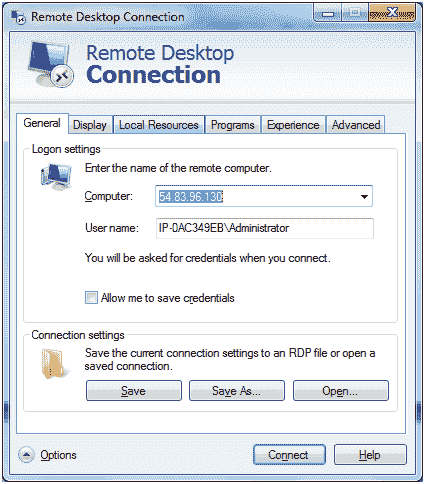 Remote Desktop Connection
Remote Desktop
Connection
General Display Local Resources Programs Experience Advanced
Logon settings
Enter the name of the remote computer.
Computer: 54.83.96.130
User name: IP-0AC349EB\Administrator
You will be asked for credentials when you connect.
Allow me to save credentials
Connection settings
Save the current connection settings to an RDP file or open a
saved connection.
Save Save As... Open...
Options Connect Help